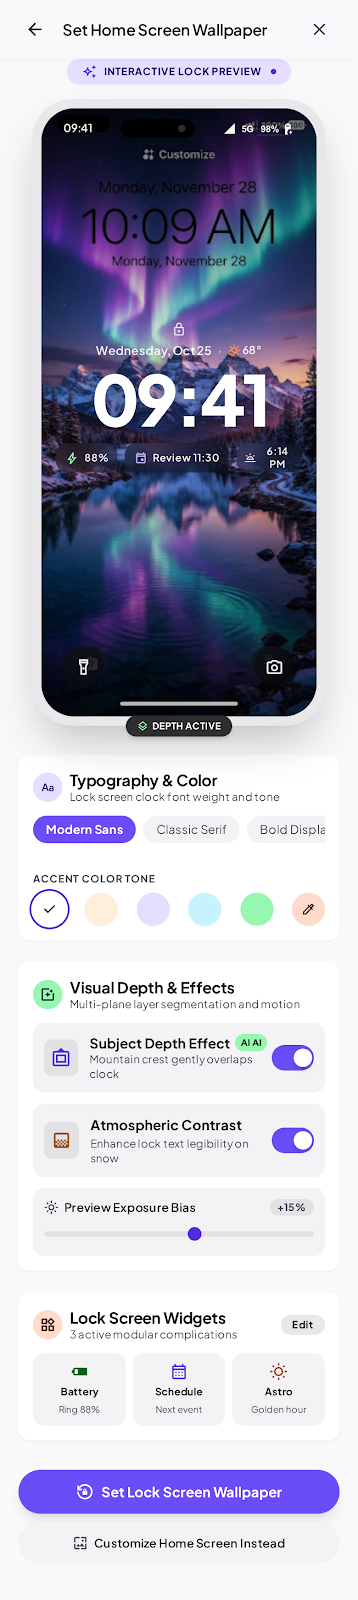 Set Home Screen Wallpaper
INTERACTIVE LOCK PREVIEW
09:41
5G 98%
Customize
Monday, November 28
10:09 AM
Monday, November 28
Wednesday, Oct 25 · 68°
09:41
88%
Review 11:30
6:14
PM
DEPTH ACTIVE
Aa
Typography & Color
Lock screen clock font weight and tone
Modern Sans
Classic Serif
Bold Displa
ACCENT COLOR TONE
Visual Depth & Effects
Multi-plane layer segmentation and motion
Subject Depth Effect
AI AI
Mountain crest gently overlaps
clock
Atmospheric Contrast
Enhance lock text legibility on
snow
Preview Exposure Bias
+15%
Lock Screen Widgets
3 active modular complications
Edit
Battery
Ring 88%
Schedule
Next event
Astro
Golden hour
Set Lock Screen Wallpaper
Customize Home Screen Instead